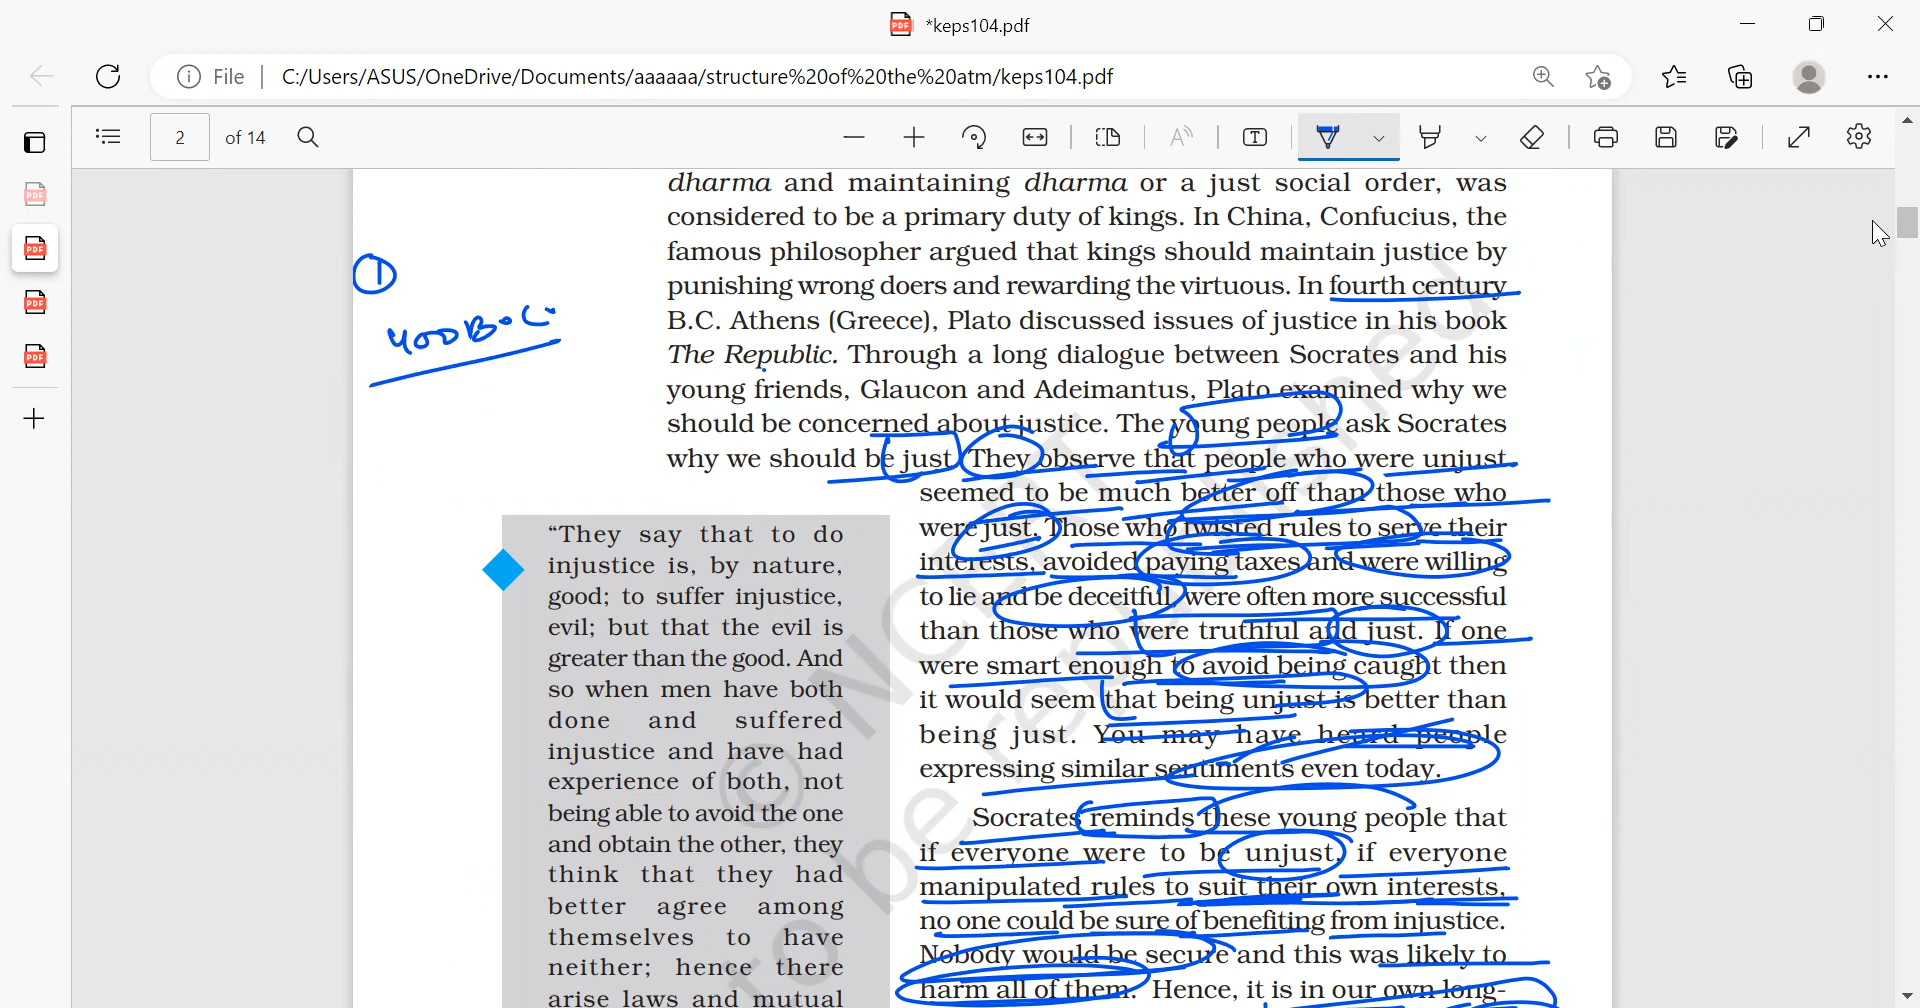 *keps104.pdf
File
C:/Users/ASUS/OneDrive/Documents/aaaaaa/structure%20of%20the%20atm/keps104.pdf
2 of 14
dharma and maintaining dharma or a just social order, was
considered to be a primary duty of kings. In China, Confucius, the
famous philosopher argued that kings should maintain justice by
punishing wrong doers and rewarding the virtuous. In fourth century
B.C. Athens (Greece), Plato discussed issues of justice in his book
The Republic. Through a long dialogue between Socrates and his
young friends, Glaucon and Adeimantus, Plato examined why we
should be concerned about justice. The young people ask Socrates
why we should be just. They observe that people who were unjust
seemed to be much better off than those who
were just. Those who twisted rules to serve their
interests, avoided paying taxes and were willing
to lie and be deceitful, were often more successful
than those who were truthful and just. If one
were smart enough to avoid being caught then
it would seem that being unjust is better than
being just. You may have heard people
expressing similar sentiments even today.
Socrates reminds these young people that
if everyone were to be unjust, if everyone
manipulated rules to suit their own interests,
no one could be sure of benefiting from injustice.
Nobody would be secure and this was likely to
harm all of them. Hence, it is in our own long-
1
400 B.C.
“They say that to do
injustice is, by nature,
good; to suffer injustice,
evil; but that the evil is
greater than the good. And
so when men have both
done and suffered
injustice and have had
experience of both, not
being able to avoid the one
and obtain the other, they
think that they had
better agree among
themselves to have
neither; hence there
arise laws and mutual
© NCERT
to be republished